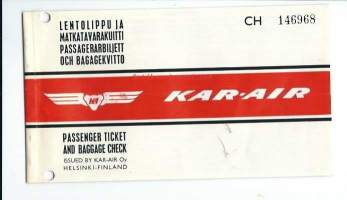 LENTOLIPPU JA
MATKATAVARAKUITTI
PASSAGERARBILJETT
OCH BAGAGEKVITTO
CH 146968
KAR-AIR
PASSENGER TICKET
AND BAGGAGE CHECK
ISSUED BY KAR-AIR Oy.
HELSINKI-FINLAND